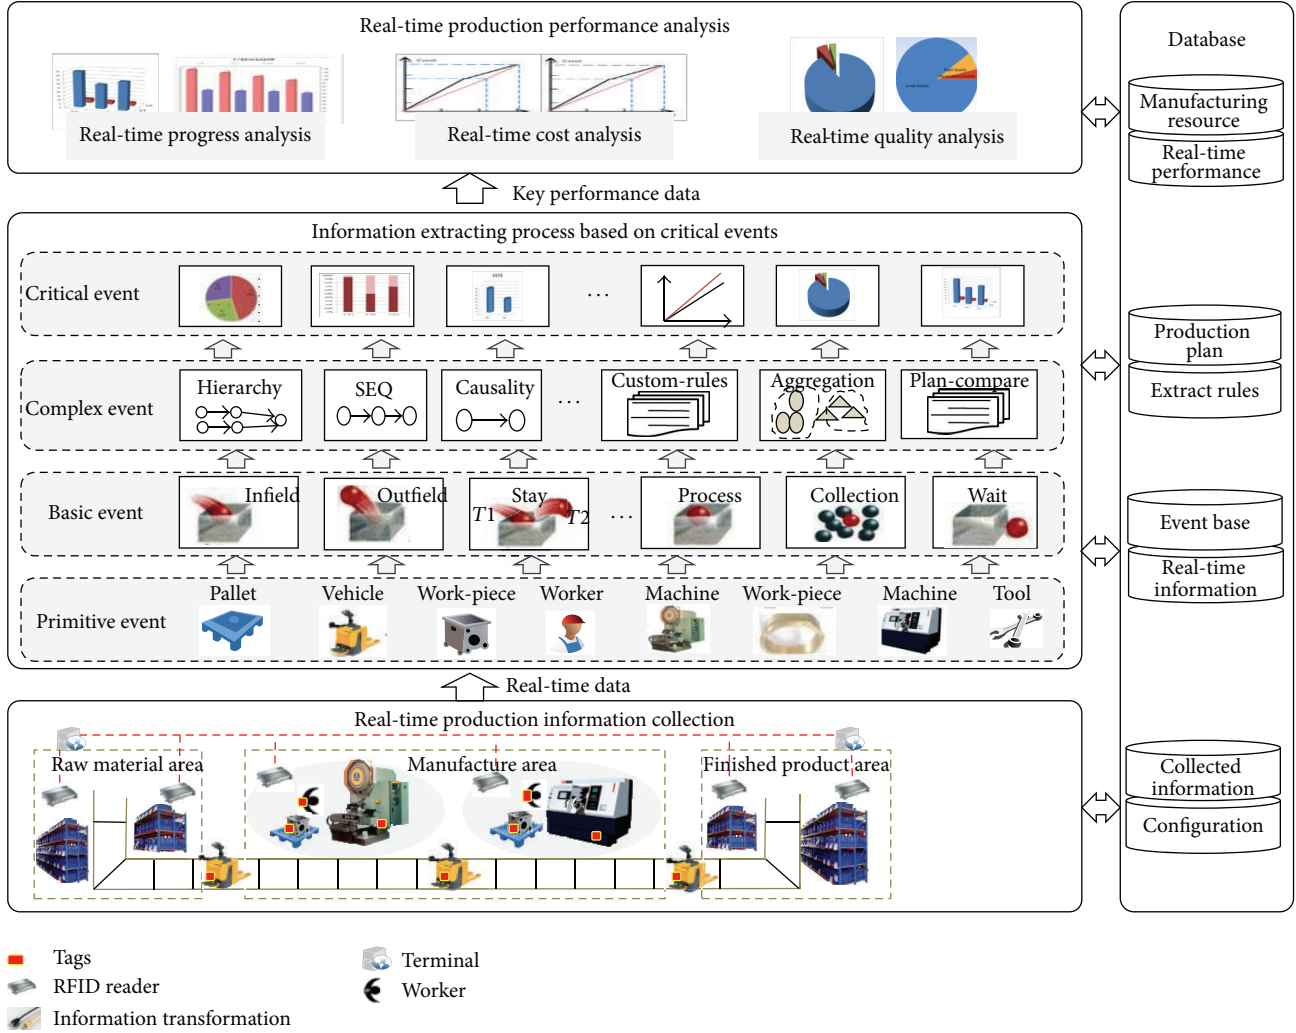 Real-time production performance analysis
Real-time progress analysis
Real-time cost analysis
Real-time quality analysis
Key performance data
Information extracting process based on critical events
Critical event
...
Complex event
Hierarchy
SEQ
Causality
...
Custom-rules
Aggregation
Plan-compare
Basic event
Infield
Outfield
Stay
T1
T2
...
Process
Collection
Wait
Primitive event
Pallet
Vehicle
Work-piece
Worker
Machine
Work-piece
Machine
Tool
Real-time data
Real-time production information collection
Raw material area
Manufacture area
Finished product area
Database
Manufacturing
resource
Real-time
performance
Production
plan
Extract rules
Event base
Real-time
information
Collected
information
Configuration
Tags
RFID reader
Information transformation
Terminal
Worker